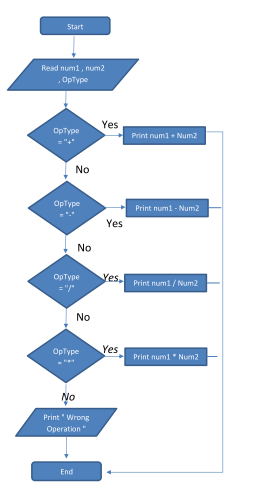 Start
Read num1 , num2
, OpType
OpType
= "+"
Yes
Print num1 + Num2
No
OpType
= "-"
Yes
Print num1 - Num2
No
OpType
= "/"
Yes
Print num1 / Num2
No
OpType
= "*"
Yes
Print num1 * Num2
No
Print " Wrong
Operation "
End